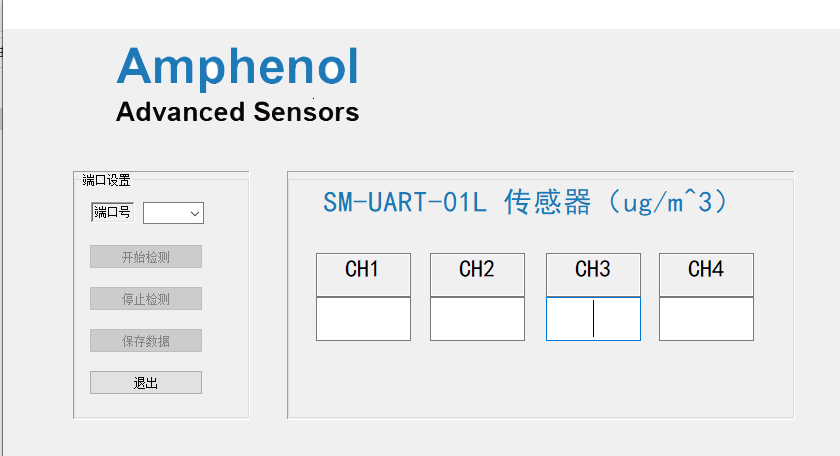 Amphenol
Advanced Sensors
端口设置
端口号
开始检测
停止检测
保存数据
退出
SM-UART-01L 传感器（ug/m^3）
CH1 CH2 CH3 CH4